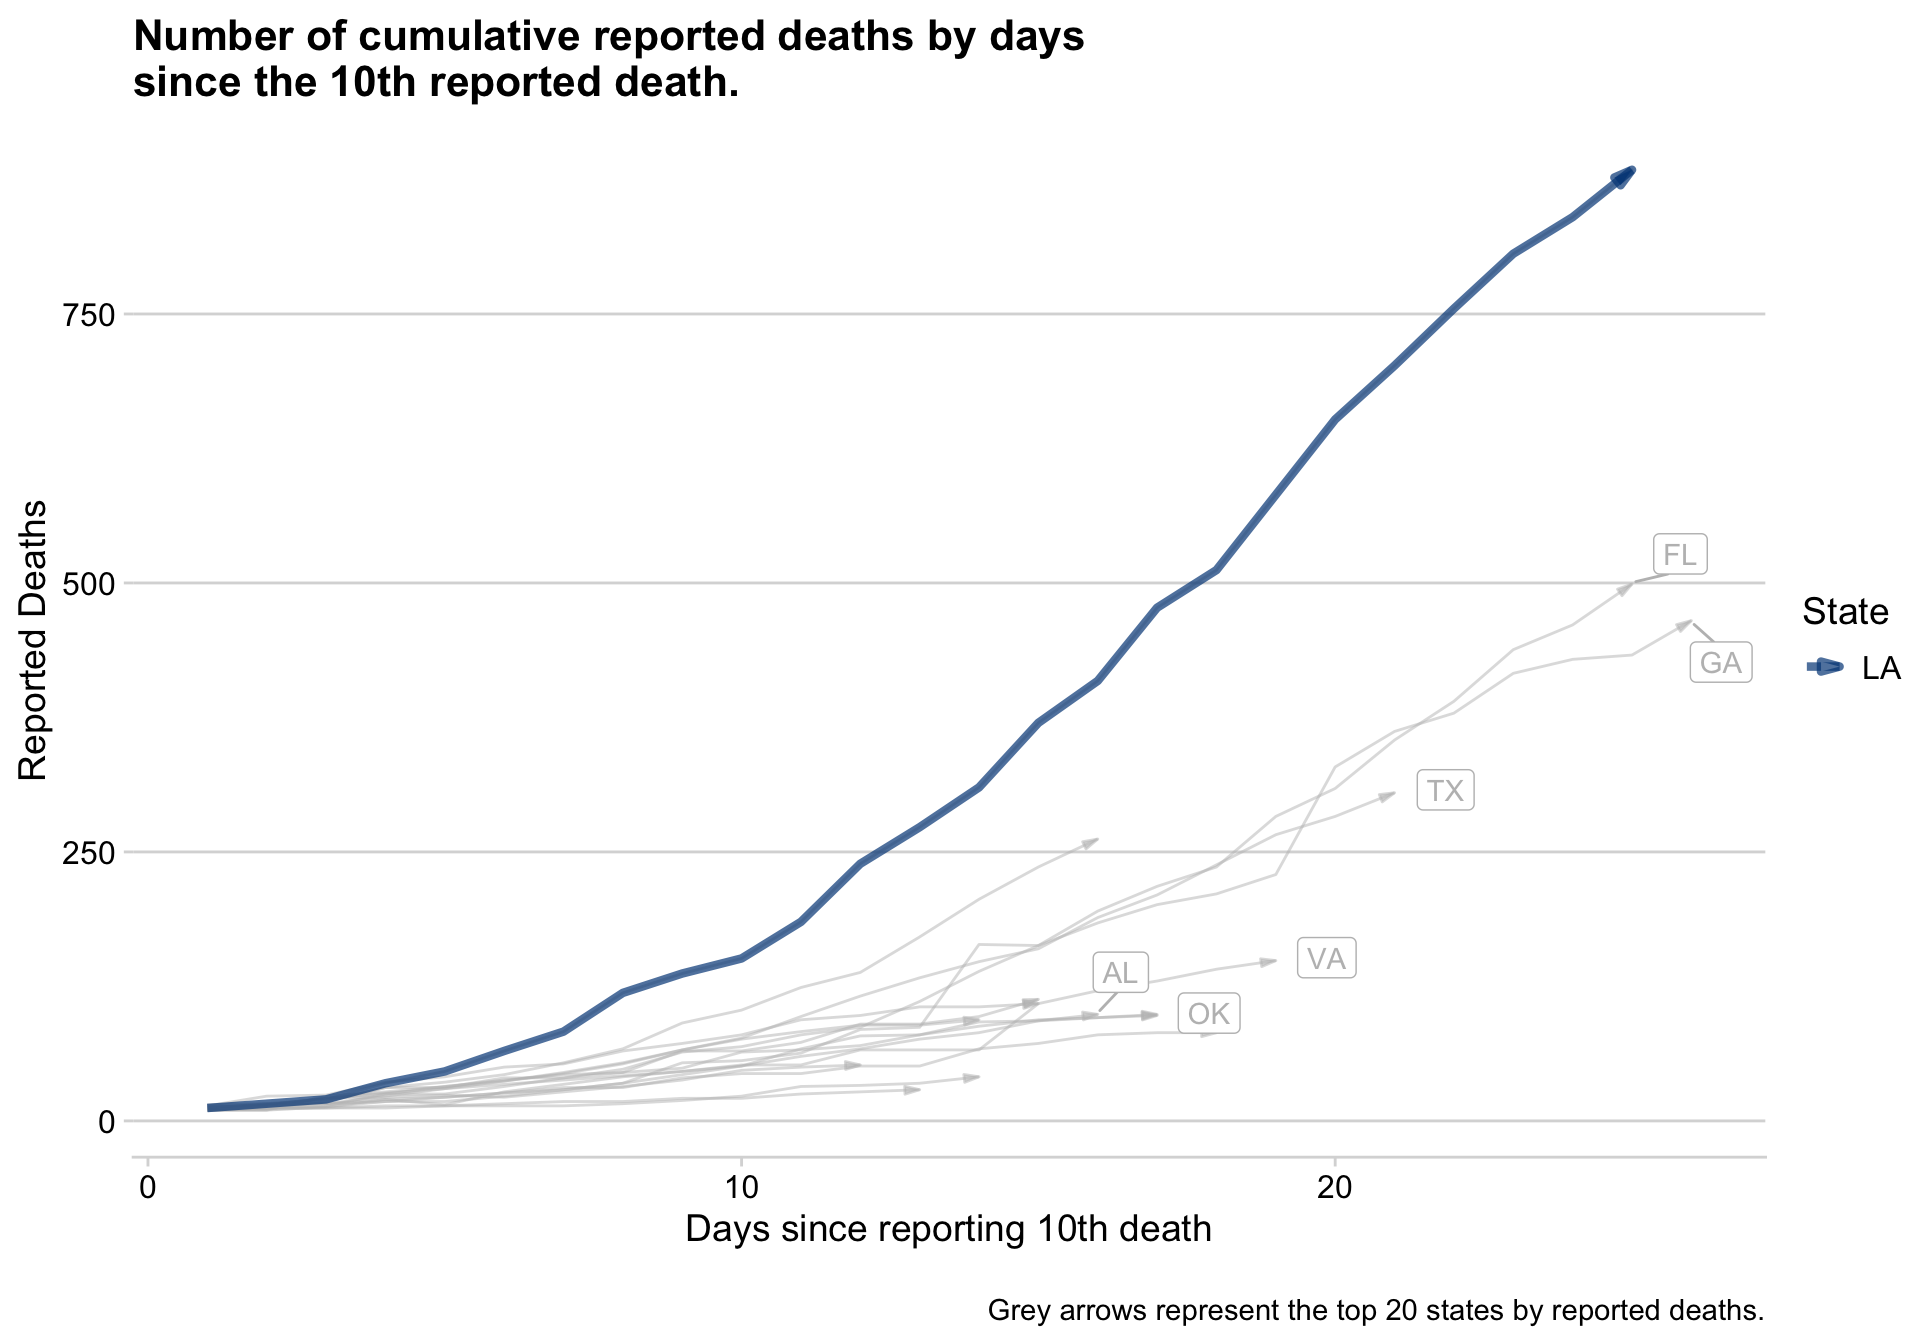 Number of cumulative reported deaths by days
since the 10th reported death.
Reported Deaths
750
500
250
0
FL
GA
TX
VA
AL
OK
State
LA
0
10
20
Days since reporting 10th death
Grey arrows represent the top 20 states by reported deaths.